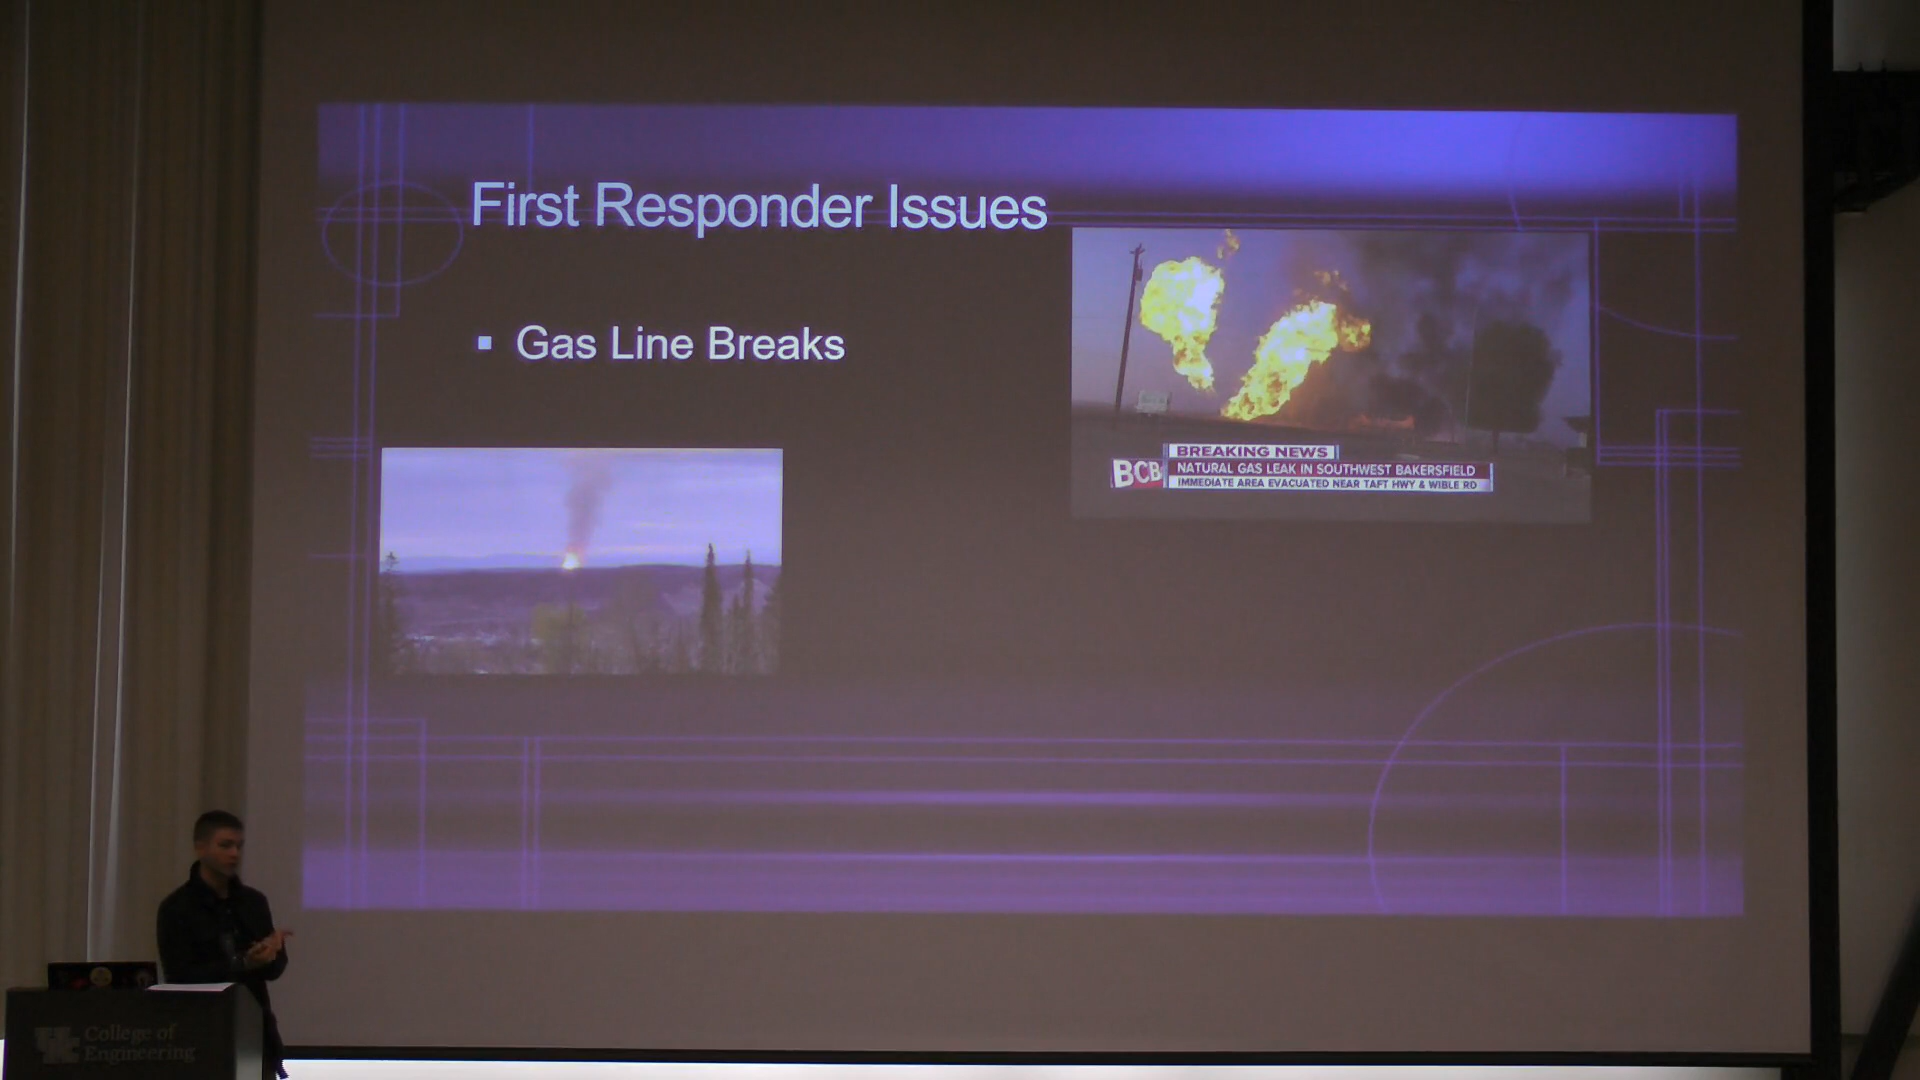 First Responder Issues
▪ Gas Line Breaks
BREAKING NEWS
BCB
NATURAL GAS LEAK IN SOUTHWEST BAKERSFIELD
IMMEDIATE AREA EVACUATED NEAR TAFT HWY & WIBLE RD
UK
College of
Engineering